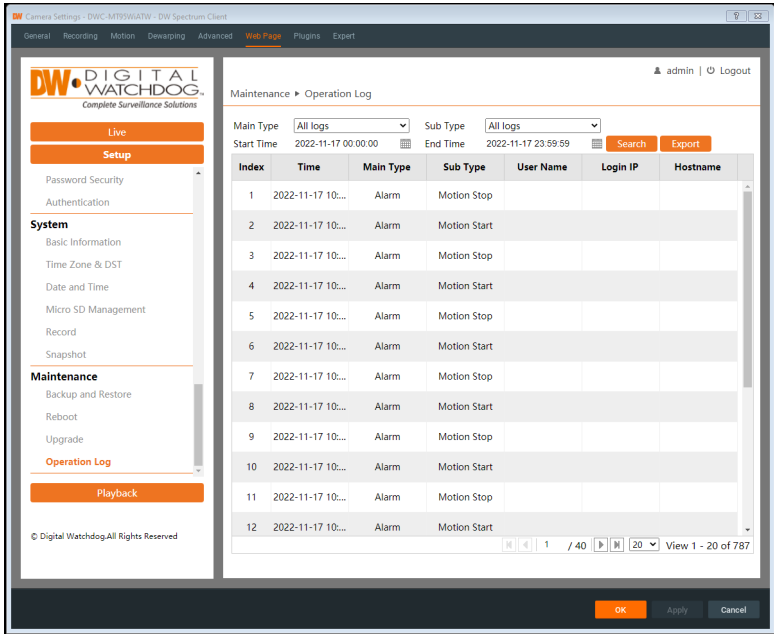 DW Camera Settings - DWC-MT95WiATW - DW Spectrum Client
General Recording Motion Dewarping Advanced Web Page Plugins Expert
DW DIGITAL WATCHDOG.
Complete Surveillance Solutions
Live
Setup
Password Security
Authentication
System
Basic Information
Time Zone & DST
Date and Time
Micro SD Management
Record
Snapshot
Maintenance
Backup and Restore
Reboot
Upgrade
Operation Log
Playback
© Digital Watchdog.All Rights Reserved
admin | Logout
Maintenance ▶ Operation Log
Main Type All logs Sub Type All logs
Start Time 2022-11-17 00:00:00 End Time 2022-11-17 23:59:59 Search Export
Index Time Main Type Sub Type User Name Login IP Hostname
1 2022-11-17 10:... Alarm Motion Stop
2 2022-11-17 10:... Alarm Motion Start
3 2022-11-17 10:... Alarm Motion Stop
4 2022-11-17 10:... Alarm Motion Start
5 2022-11-17 10:... Alarm Motion Stop
6 2022-11-17 10:... Alarm Motion Start
7 2022-11-17 10:... Alarm Motion Stop
8 2022-11-17 10:... Alarm Motion Start
9 2022-11-17 10:... Alarm Motion Stop
10 2022-11-17 10:... Alarm Motion Start
11 2022-11-17 10:... Alarm Motion Stop
12 2022-11-17 10:... Alarm Motion Start
1 / 40 20 View 1 - 20 of 787
OK Apply Cancel